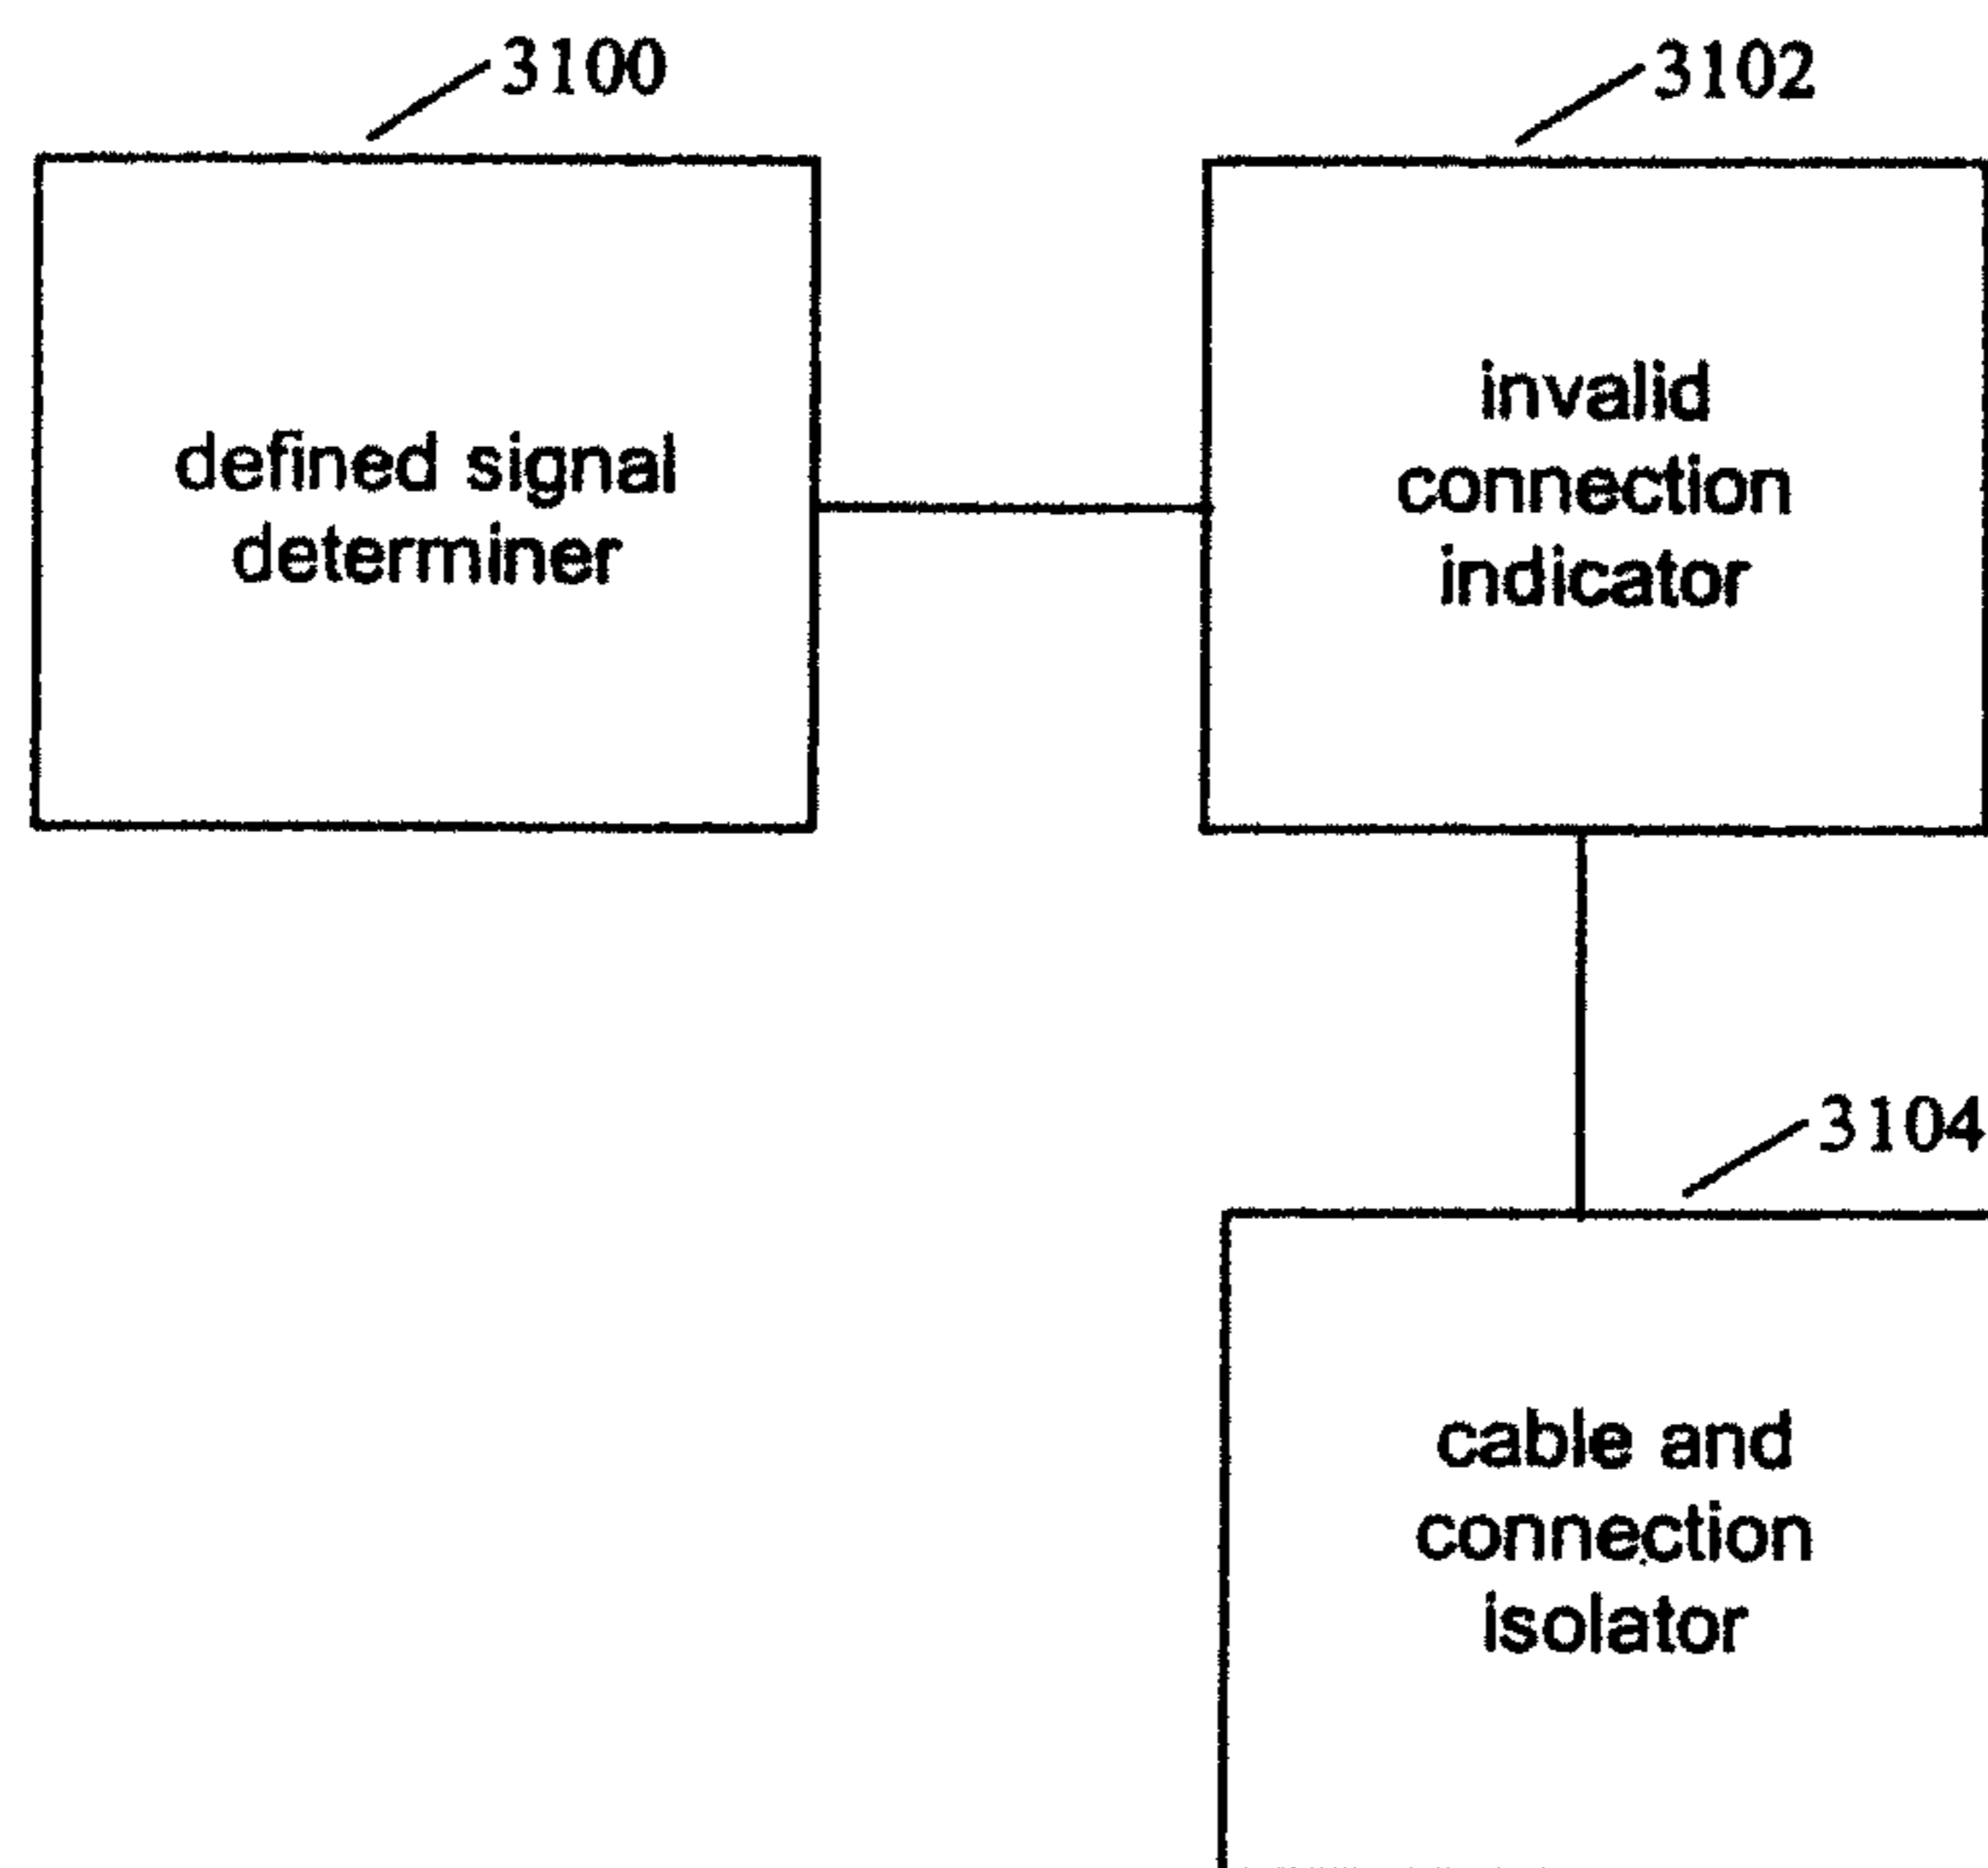 3100
3102
defined signal
determiner
invalid
connection
indicator
3104
cable and
connection
isolator